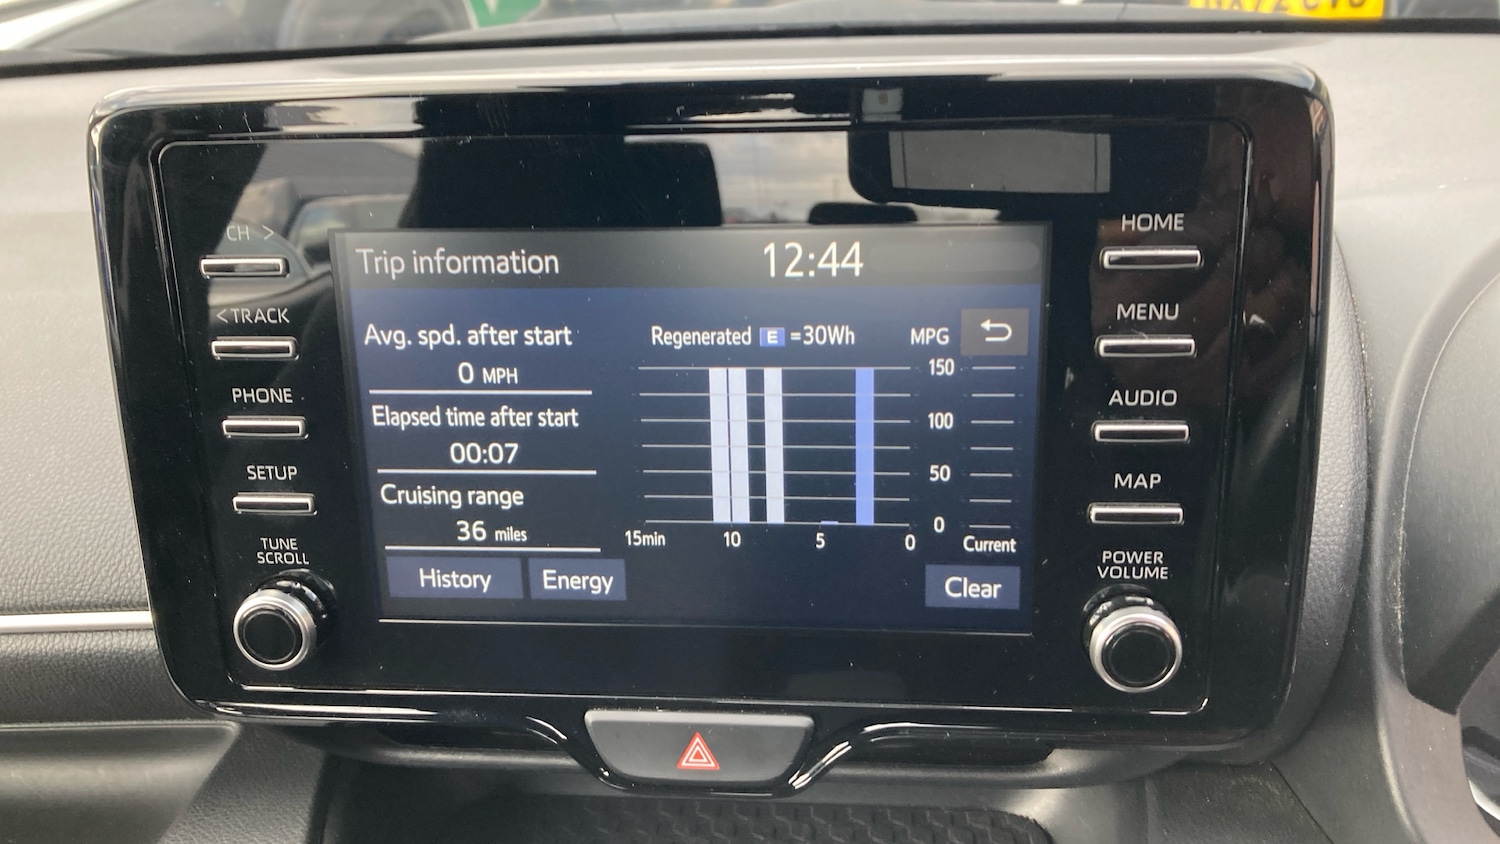 CH >
< TRACK
PHONE
SETUP
TUNE
SCROLL
Trip information 12:44
Avg. spd. after start
0 MPH
Elapsed time after start
00:07
Cruising range
36 miles
History Energy
Regenerated E =30Wh MPG
150
100
50
0
15min 10 5 0 Current
Clear
HOME
MENU
AUDIO
MAP
POWER
VOLUME